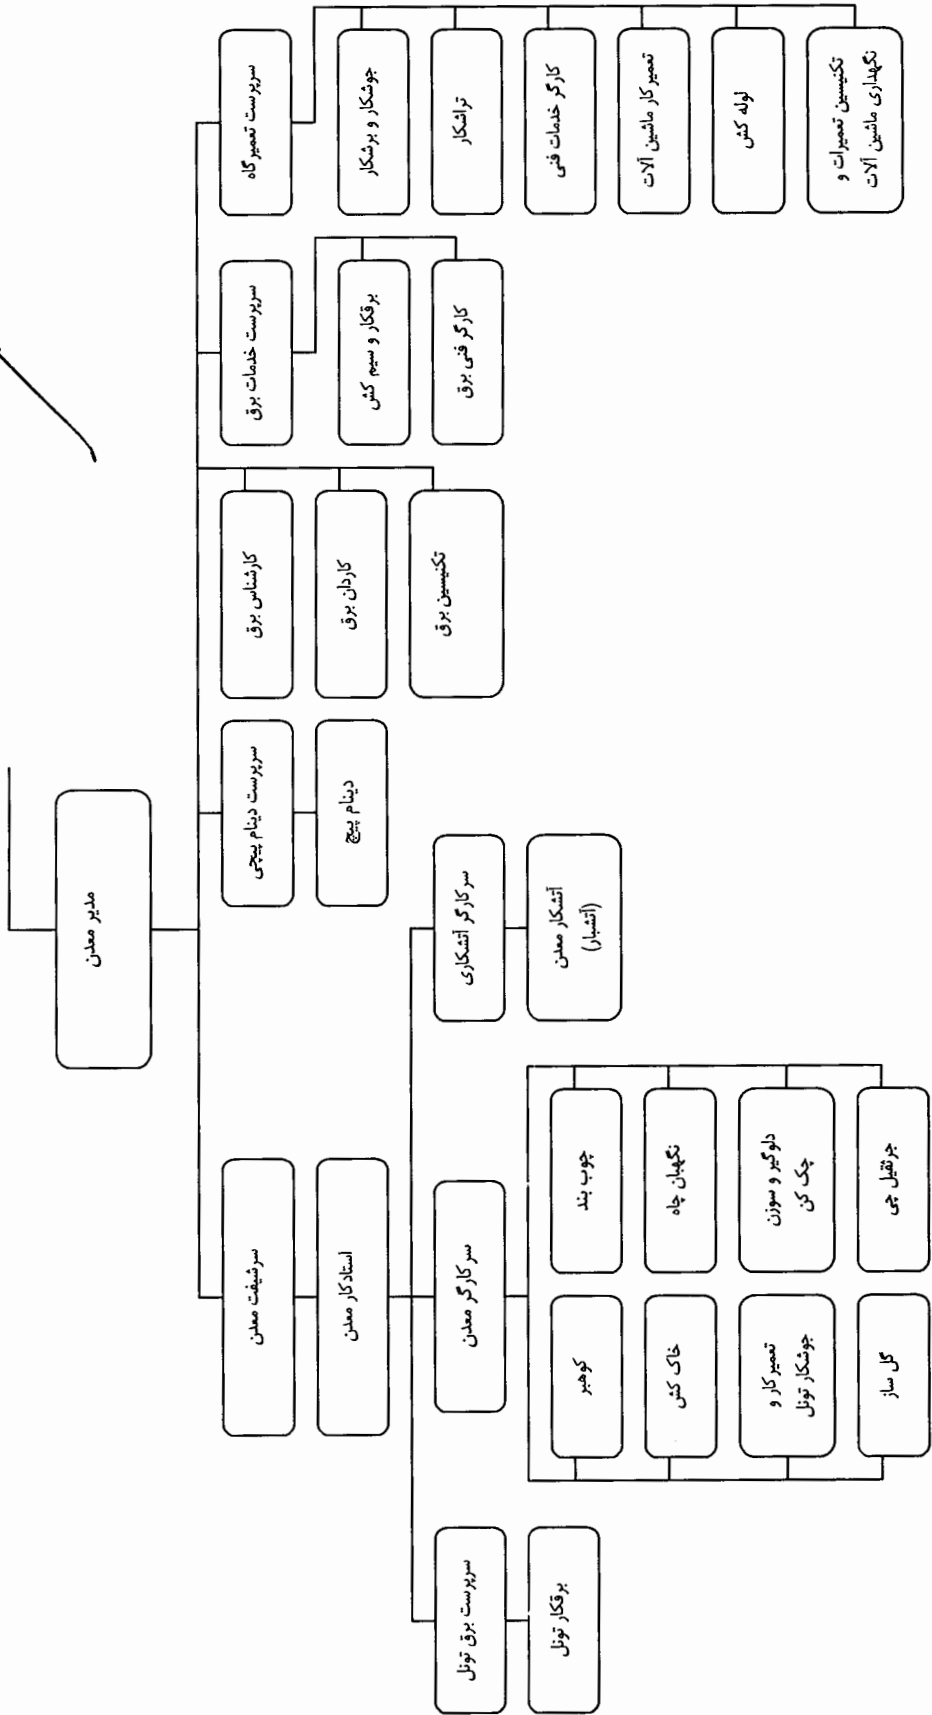 مدیر معدن
سرپرست تعمیرگاه
جوشکار و برشکار
تراشکار
کارگر خدمات فنی
تعمیرکار ماشین آلات
لوله کش
تکنیسین تعمیرات و
نگهداری ماشین آلات
سرپرست خدمات برق
برقکار و سیم کش
کارگر فنی برق
کارشناس برق
کاردان برق
تکنیسین برق
سرپرست دینام پیچی
دینام پیچ
سرشیفت معدن
استادکار معدن
سرکارگر آتشکاری
آتشکار معدن
(آتشبار)
سرکارگر معدن
چوب بند
نگهبان چاه
دلوگیر و سوزن
چک کن
جرثقیل چی
کوهبر
خاک کش
تعمیرکار و
جوشکار تونل
گل ساز
سرپرست برق تونل
برقکار تونل